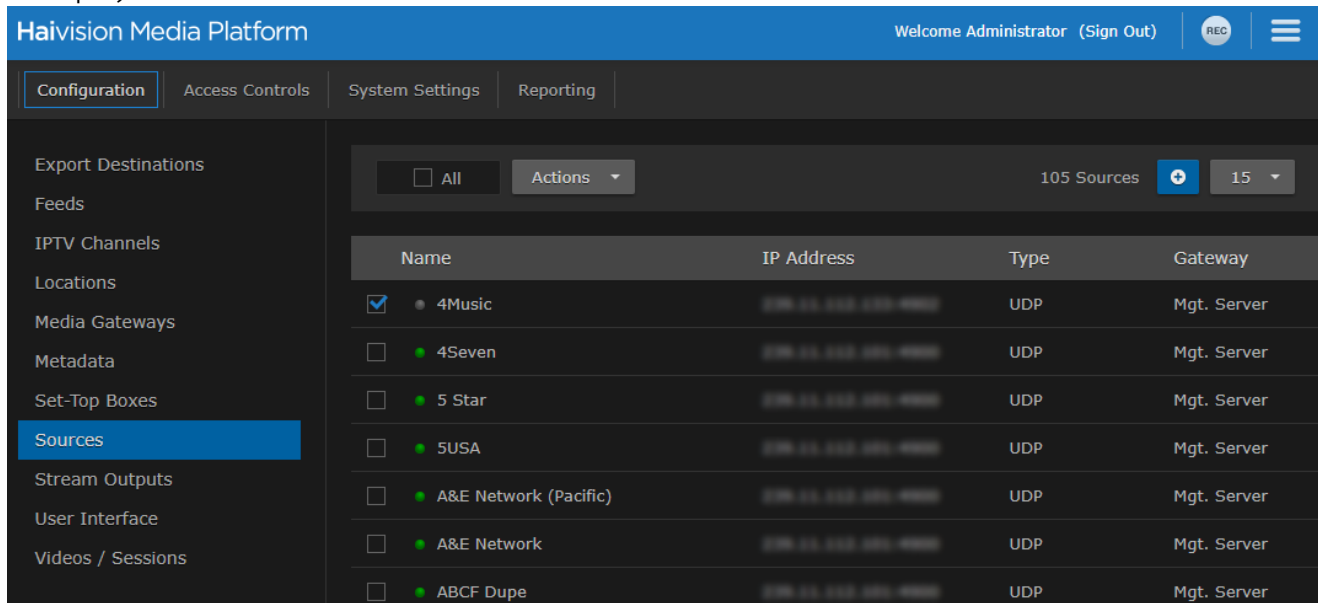 Haivision Media Platform
Welcome Administrator (Sign Out)
REC
Configuration
Access Controls
System Settings
Reporting
Export Destinations
Feeds
IPTV Channels
Locations
Media Gateways
Metadata
Set-Top Boxes
Sources
Stream Outputs
User Interface
Videos / Sessions
All
Actions
105 Sources
15
Name IP Address Type Gateway
4Music UDP Mgt. Server
4Seven UDP Mgt. Server
5 Star UDP Mgt. Server
5USA UDP Mgt. Server
A&E Network (Pacific) UDP Mgt. Server
A&E Network UDP Mgt. Server
ABCF Dupe UDP Mgt. Server